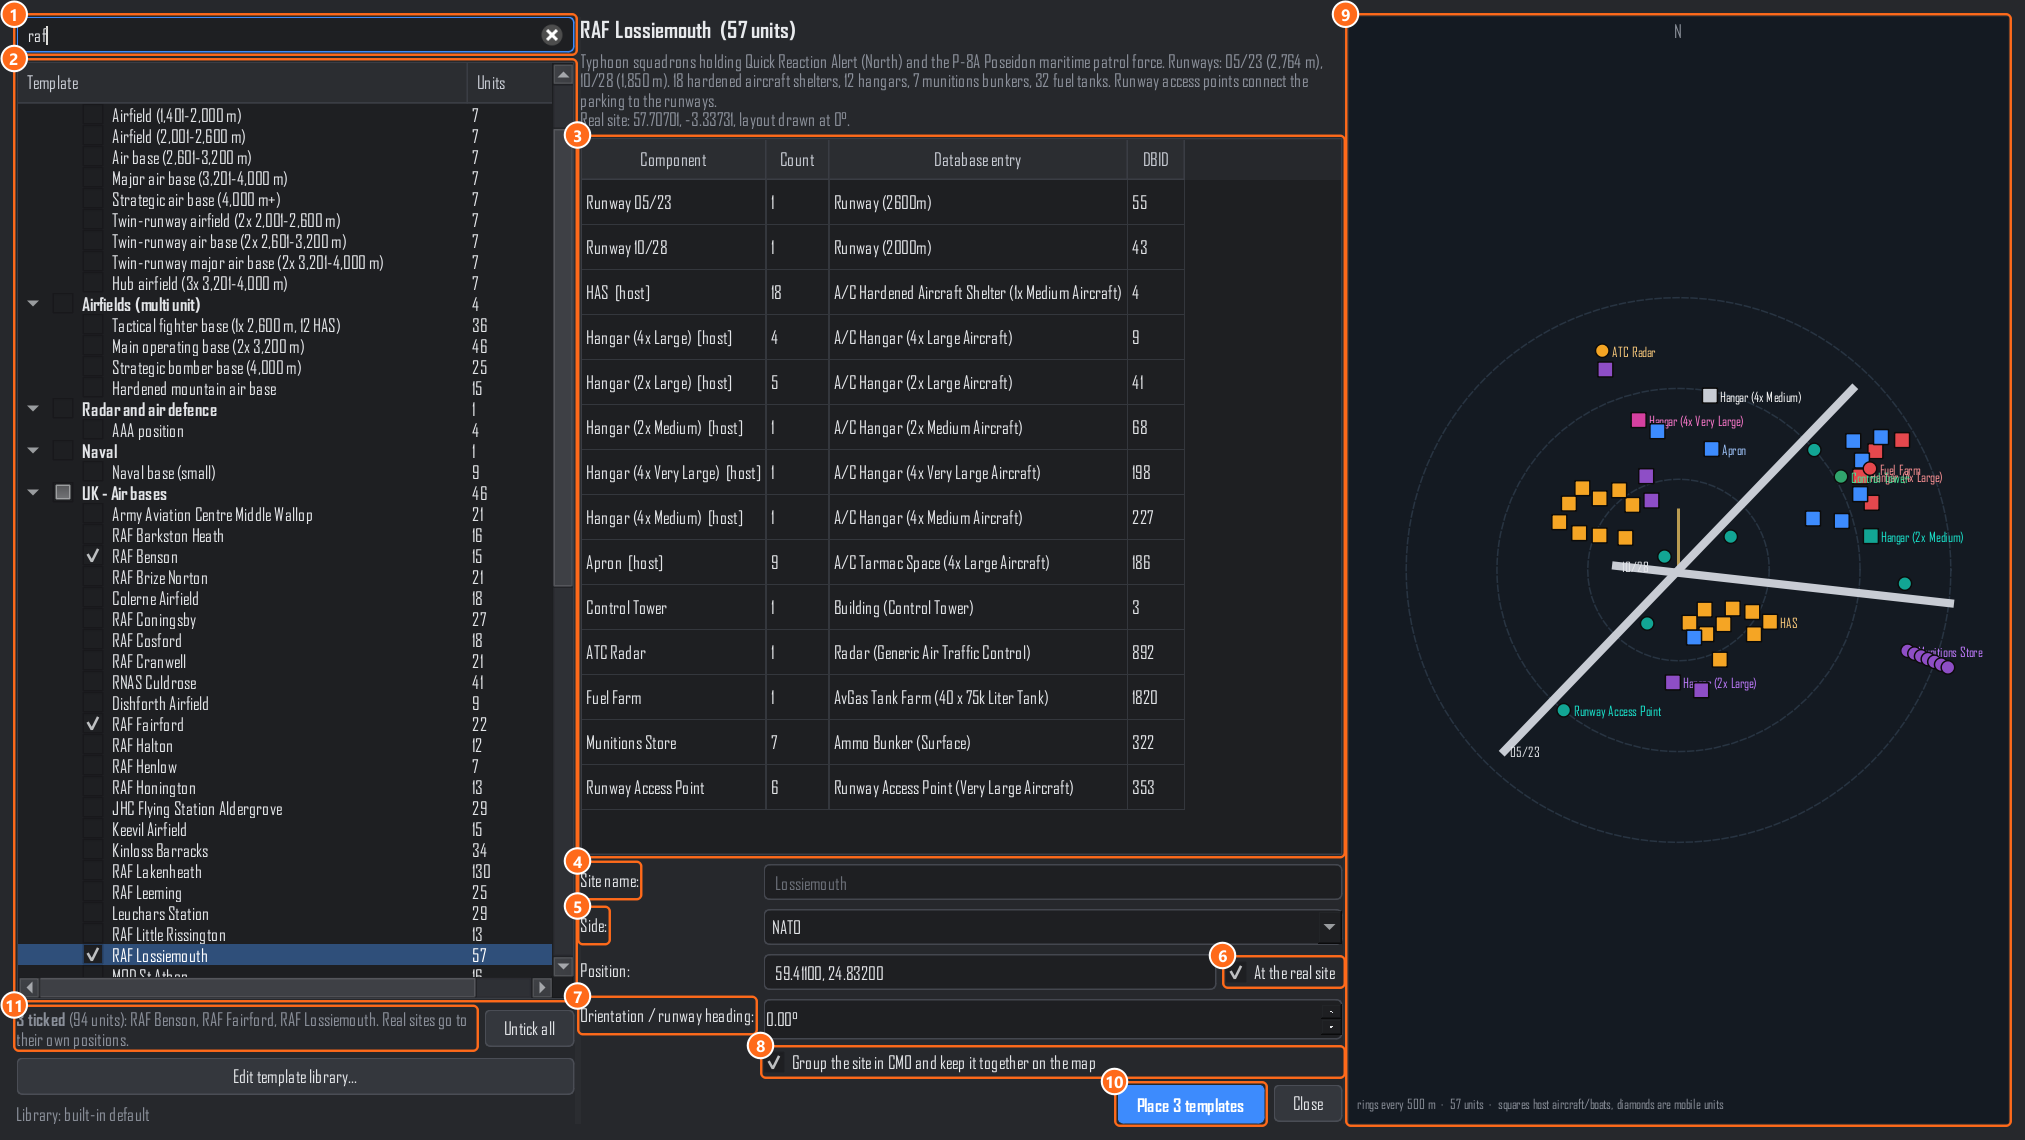 1
raf
2
Template Units
Airfield (1,401-2,000 m) 7
Airfield (2,001-2,600 m) 7
Air base (2,601-3,200 m) 7
Major air base (3,201-4,000 m) 7
Strategic air base (4,000 m+) 7
Twin-runway airfield (2x 2,001-2,600 m) 7
Twin-runway air base (2x 2,601-3,200 m) 7
Twin-runway major air base (2x 3,201-4,000 m) 7
Hub airfield (3x 3,201-4,000 m) 7
Airfields (multi unit) 4
Tactical fighter base (1x 2,600 m, 12 HAS) 36
Main operating base (2x 3,200 m) 46
Strategic bomber base (4,000 m) 25
Hardened mountain air base 15
Radar and air defence 1
AAA position 4
Naval 1
Naval base (small) 9
UK - Air bases 46
Army Aviation Centre Middle Wallop 21
RAF Barkston Heath 16
RAF Benson 15
RAF Brize Norton 21
Colerne Airfield 18
RAF Coningsby 27
RAF Cosford 18
RAF Cranwell 21
RNAS Culdrose 41
Dishforth Airfield 9
RAF Fairford 22
RAF Halton 12
RAF Henlow 7
RAF Honington 13
JHC Flying Station Aldergrove 29
Keevil Airfield 15
Kinloss Barracks 34
RAF Lakenheath 130
RAF Leeming 25
Leuchars Station 29
RAF Little Rissington 13
RAF Lossiemouth 57
MOD St Athan 16
11
3 ticked (94 units): RAF Benson, RAF Fairford, RAF Lossiemouth. Real sites go to
their own positions.
Untick all
Edit template library...
Library: built-in default
RAF Lossiemouth (57 units)
Typhoon squadrons holding Quick Reaction Alert (North) and the P-8A Poseidon maritime patrol force. Runways: 05/23 (2,764 m),
10/28 (1,850 m). 18 hardened aircraft shelters, 12 hangars, 7 munitions bunkers, 32 fuel tanks. Runway access points connect the
parking to the runways.
Real site: 57.70701, -3.33731, layout drawn at 0°.
3
Component Count Database entry DBID
Runway 05/23 1 Runway (2600m) 55
Runway 10/28 1 Runway (2000m) 43
HAS [host] 18 A/C Hardened Aircraft Shelter (1x Medium Aircraft) 4
Hangar (4x Large) [host] 4 A/C Hangar (4x Large Aircraft) 9
Hangar (2x Large) [host] 5 A/C Hangar (2x Large Aircraft) 41
Hangar (2x Medium) [host] 1 A/C Hangar (2x Medium Aircraft) 68
Hangar (4x Very Large) [host] 1 A/C Hangar (4x Very Large Aircraft) 198
Hangar (4x Medium) [host] 1 A/C Hangar (4x Medium Aircraft) 227
Apron [host] 9 A/C Tarmac Space (4x Large Aircraft) 186
Control Tower 1 Building (Control Tower) 3
ATC Radar 1 Radar (Generic Air Traffic Control) 892
Fuel Farm 1 AvGas Tank Farm (40 x 75k Liter Tank) 1820
Munitions Store 7 Ammo Bunker (Surface) 322
Runway Access Point 6 Runway Access Point (Very Large Aircraft) 353
4
Site name: Lossiemouth
5
Side: NATO
6
Position: 59.41100, 24.83200 At the real site
7
Orientation / runway heading: 0.00°
8
Group the site in CMO and keep it together on the map
10
Place 3 templates
Close
9
N
ATC Radar
Hangar (4x Medium)
Hangar (4x Very Large)
Apron
Fuel Farm
Hangar (2x Medium)
10/28
HAS
Munitions Store
Hangar (2x Large)
Runway Access Point
05/23
rings every 500 m · 57 units · squares host aircraft/boats, diamonds are mobile units